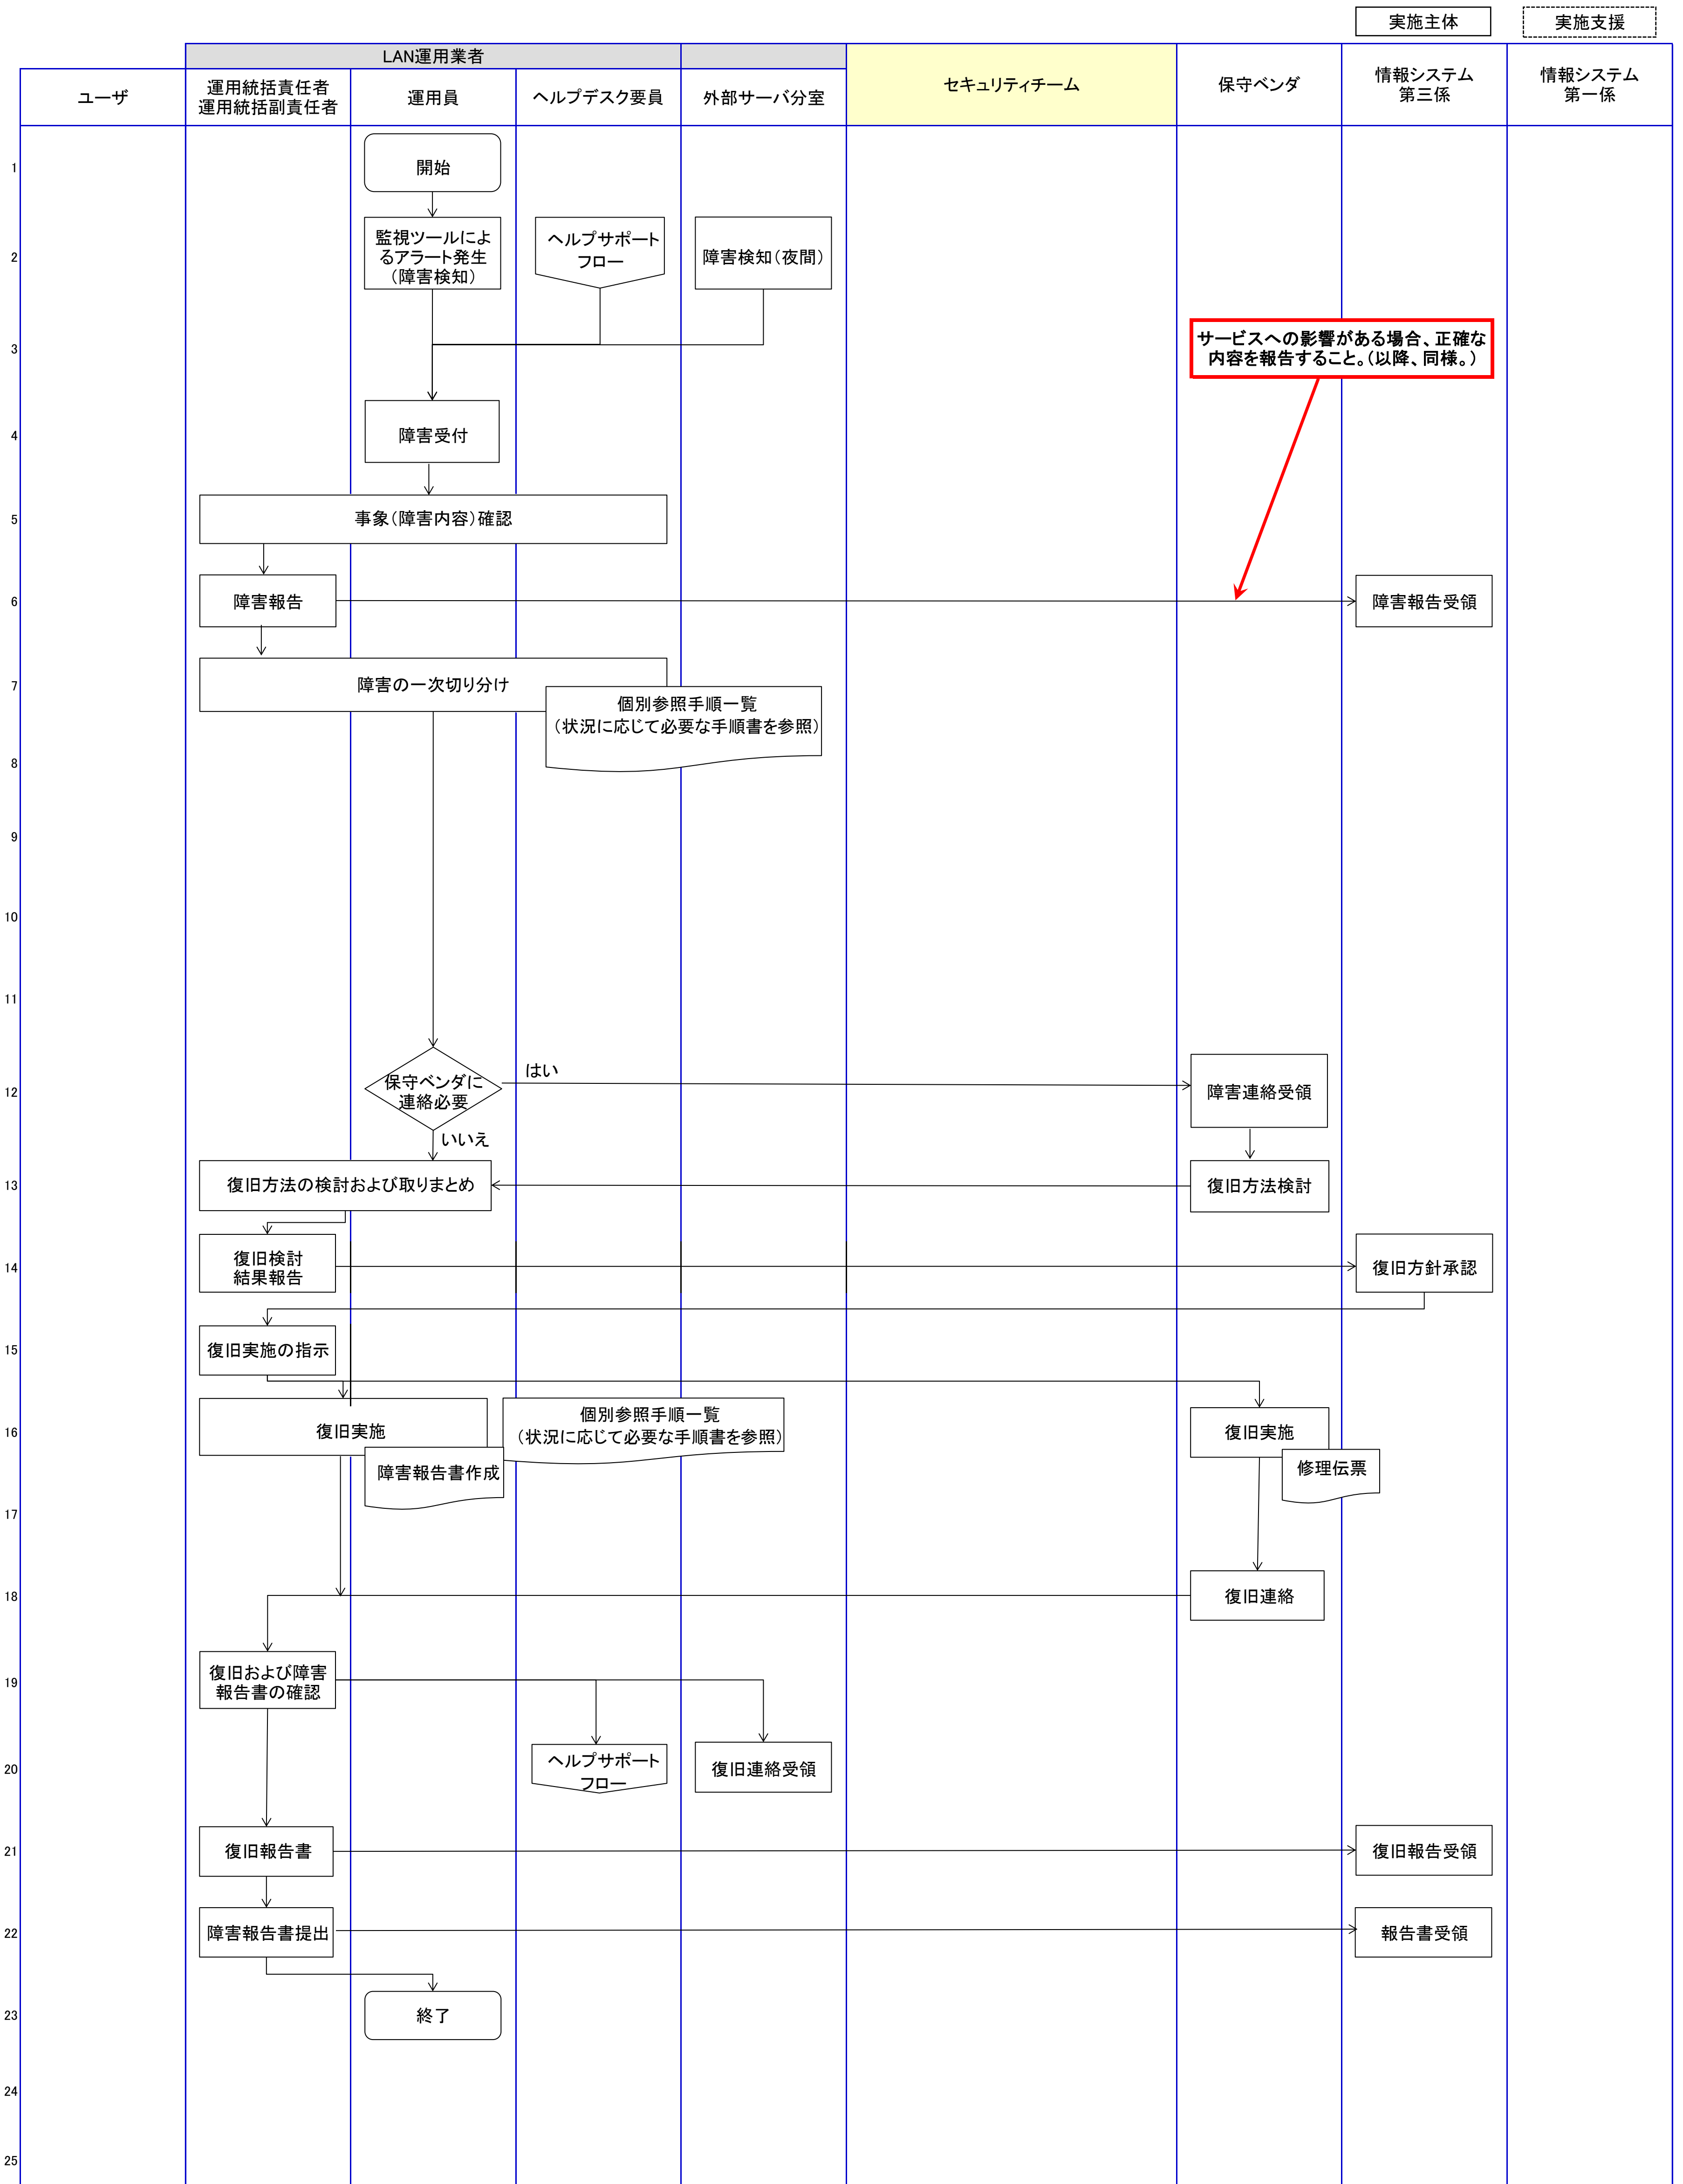 実施主体
実施支援
LAN運用業者
ユーザ
運用統括責任者
運用統括副責任者
運用員
ヘルプデスク要員
外部サーバ分室
セキュリティチーム
保守ベンダ
情報システム
第三係
情報システム
第一係
1
開始
2
監視ツールによ
るアラート発生
(障害検知)
ヘルプサポート
フロー
障害検知(夜間)
3
サービスへの影響がある場合、正確な
内容を報告すること。(以降、同様。)
4
障害受付
5
事象(障害内容)確認
6
障害報告
障害報告受領
7
障害の一次切り分け
個別参照手順一覧
(状況に応じて必要な手順書を参照)
8
9
10
11
12
保守ベンダに
連絡必要
はい
障害連絡受領
いいえ
13
復旧方法の検討および取りまとめ
復旧方法検討
14
復旧検討
結果報告
復旧方針承認
15
復旧実施の指示
16
復旧実施
個別参照手順一覧
(状況に応じて必要な手順書を参照)
復旧実施
障害報告書作成
修理伝票
17
18
復旧連絡
19
復旧および障害
報告書の確認
20
ヘルプサポート
フロー
復旧連絡受領
21
復旧報告書
復旧報告受領
22
障害報告書提出
報告書受領
23
終了
24
25